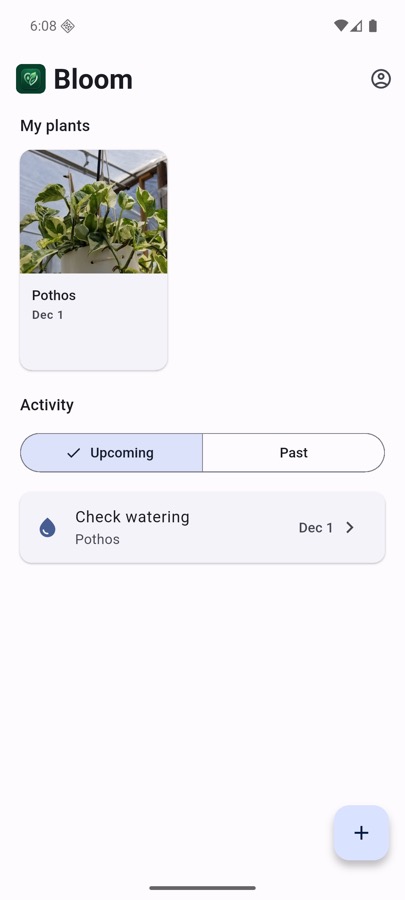 6:08
Bloom
My plants
Pothos
Dec 1
Activity
Upcoming
Past
Check watering
Pothos
Dec 1